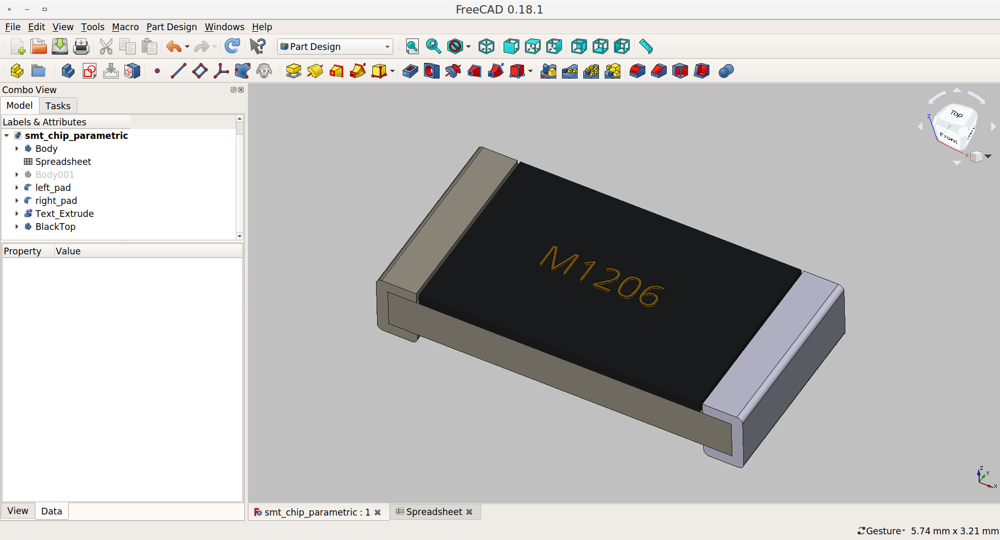 FreeCAD 0.18.1
File Edit View Tools Macro Part Design Windows Help
Part Design
Combo View
Model Tasks
Labels & Attributes
smt_chip_parametric
Body
Spreadsheet
Body001
left_pad
right_pad
Text_Extrude
BlackTop
Property Value
View Data
M1206
Top
Front
Z
X
Z
Y
X
smt_chip_parametric : 1
Spreadsheet
Gesture 5.74 mm x 3.21 mm